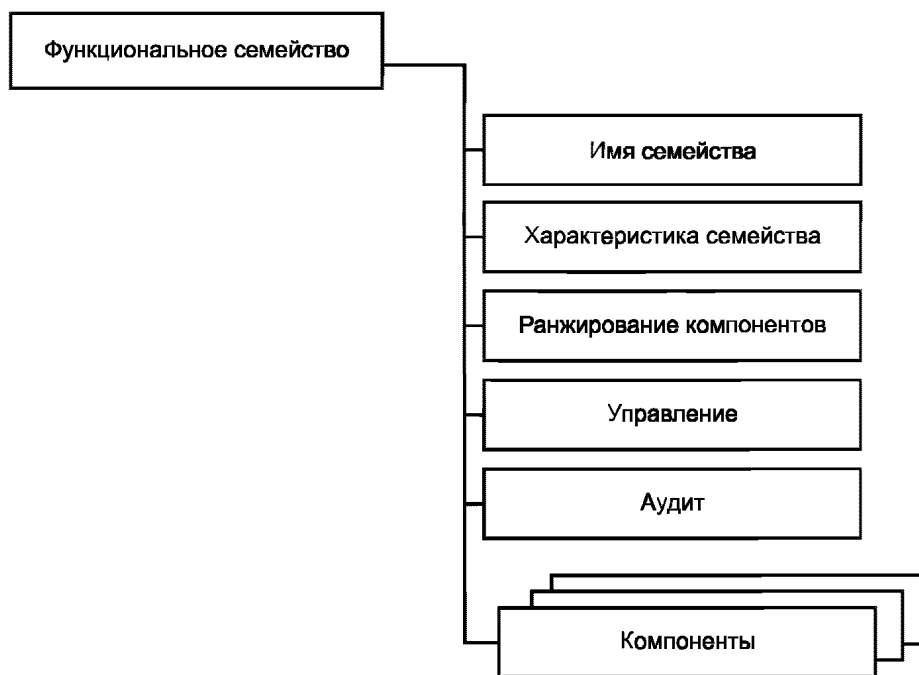 Функциональное семейство
Имя семейства
Характеристика семейства
Ранжирование компонентов
Управление
Аудит
Компоненты